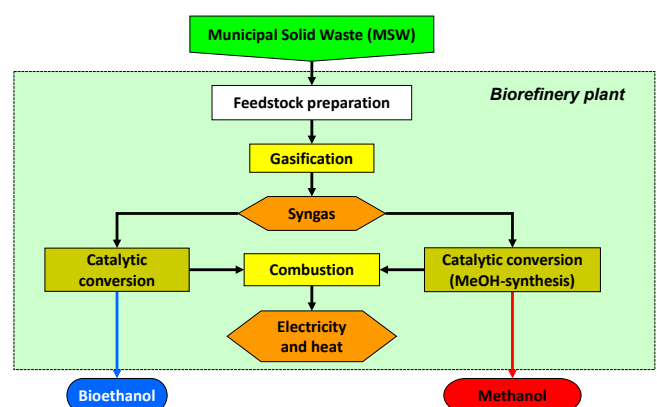 Municipal Solid Waste (MSW)
Biorefinery plant
Feedstock preparation
Gasification
Syngas
Catalytic
conversion
Combustion
Catalytic conversion
(MeOH-synthesis)
Electricity
and heat
Bioethanol
Methanol